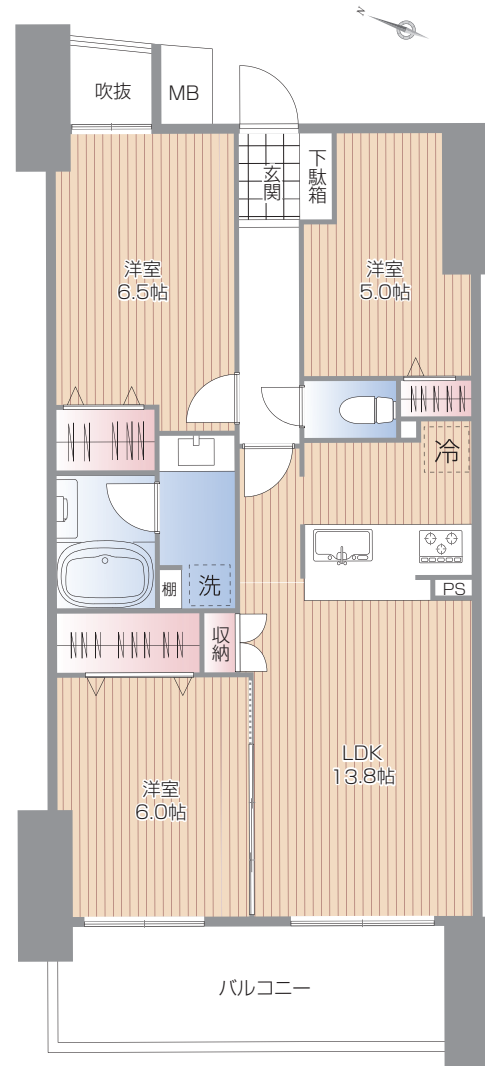 N
吹抜
MB
玄関
下駄箱
洋室
6.5帖
洋室
5.0帖
冷
棚
洗
PS
収納
LDK
13.8帖
洋室
6.0帖
バルコニー